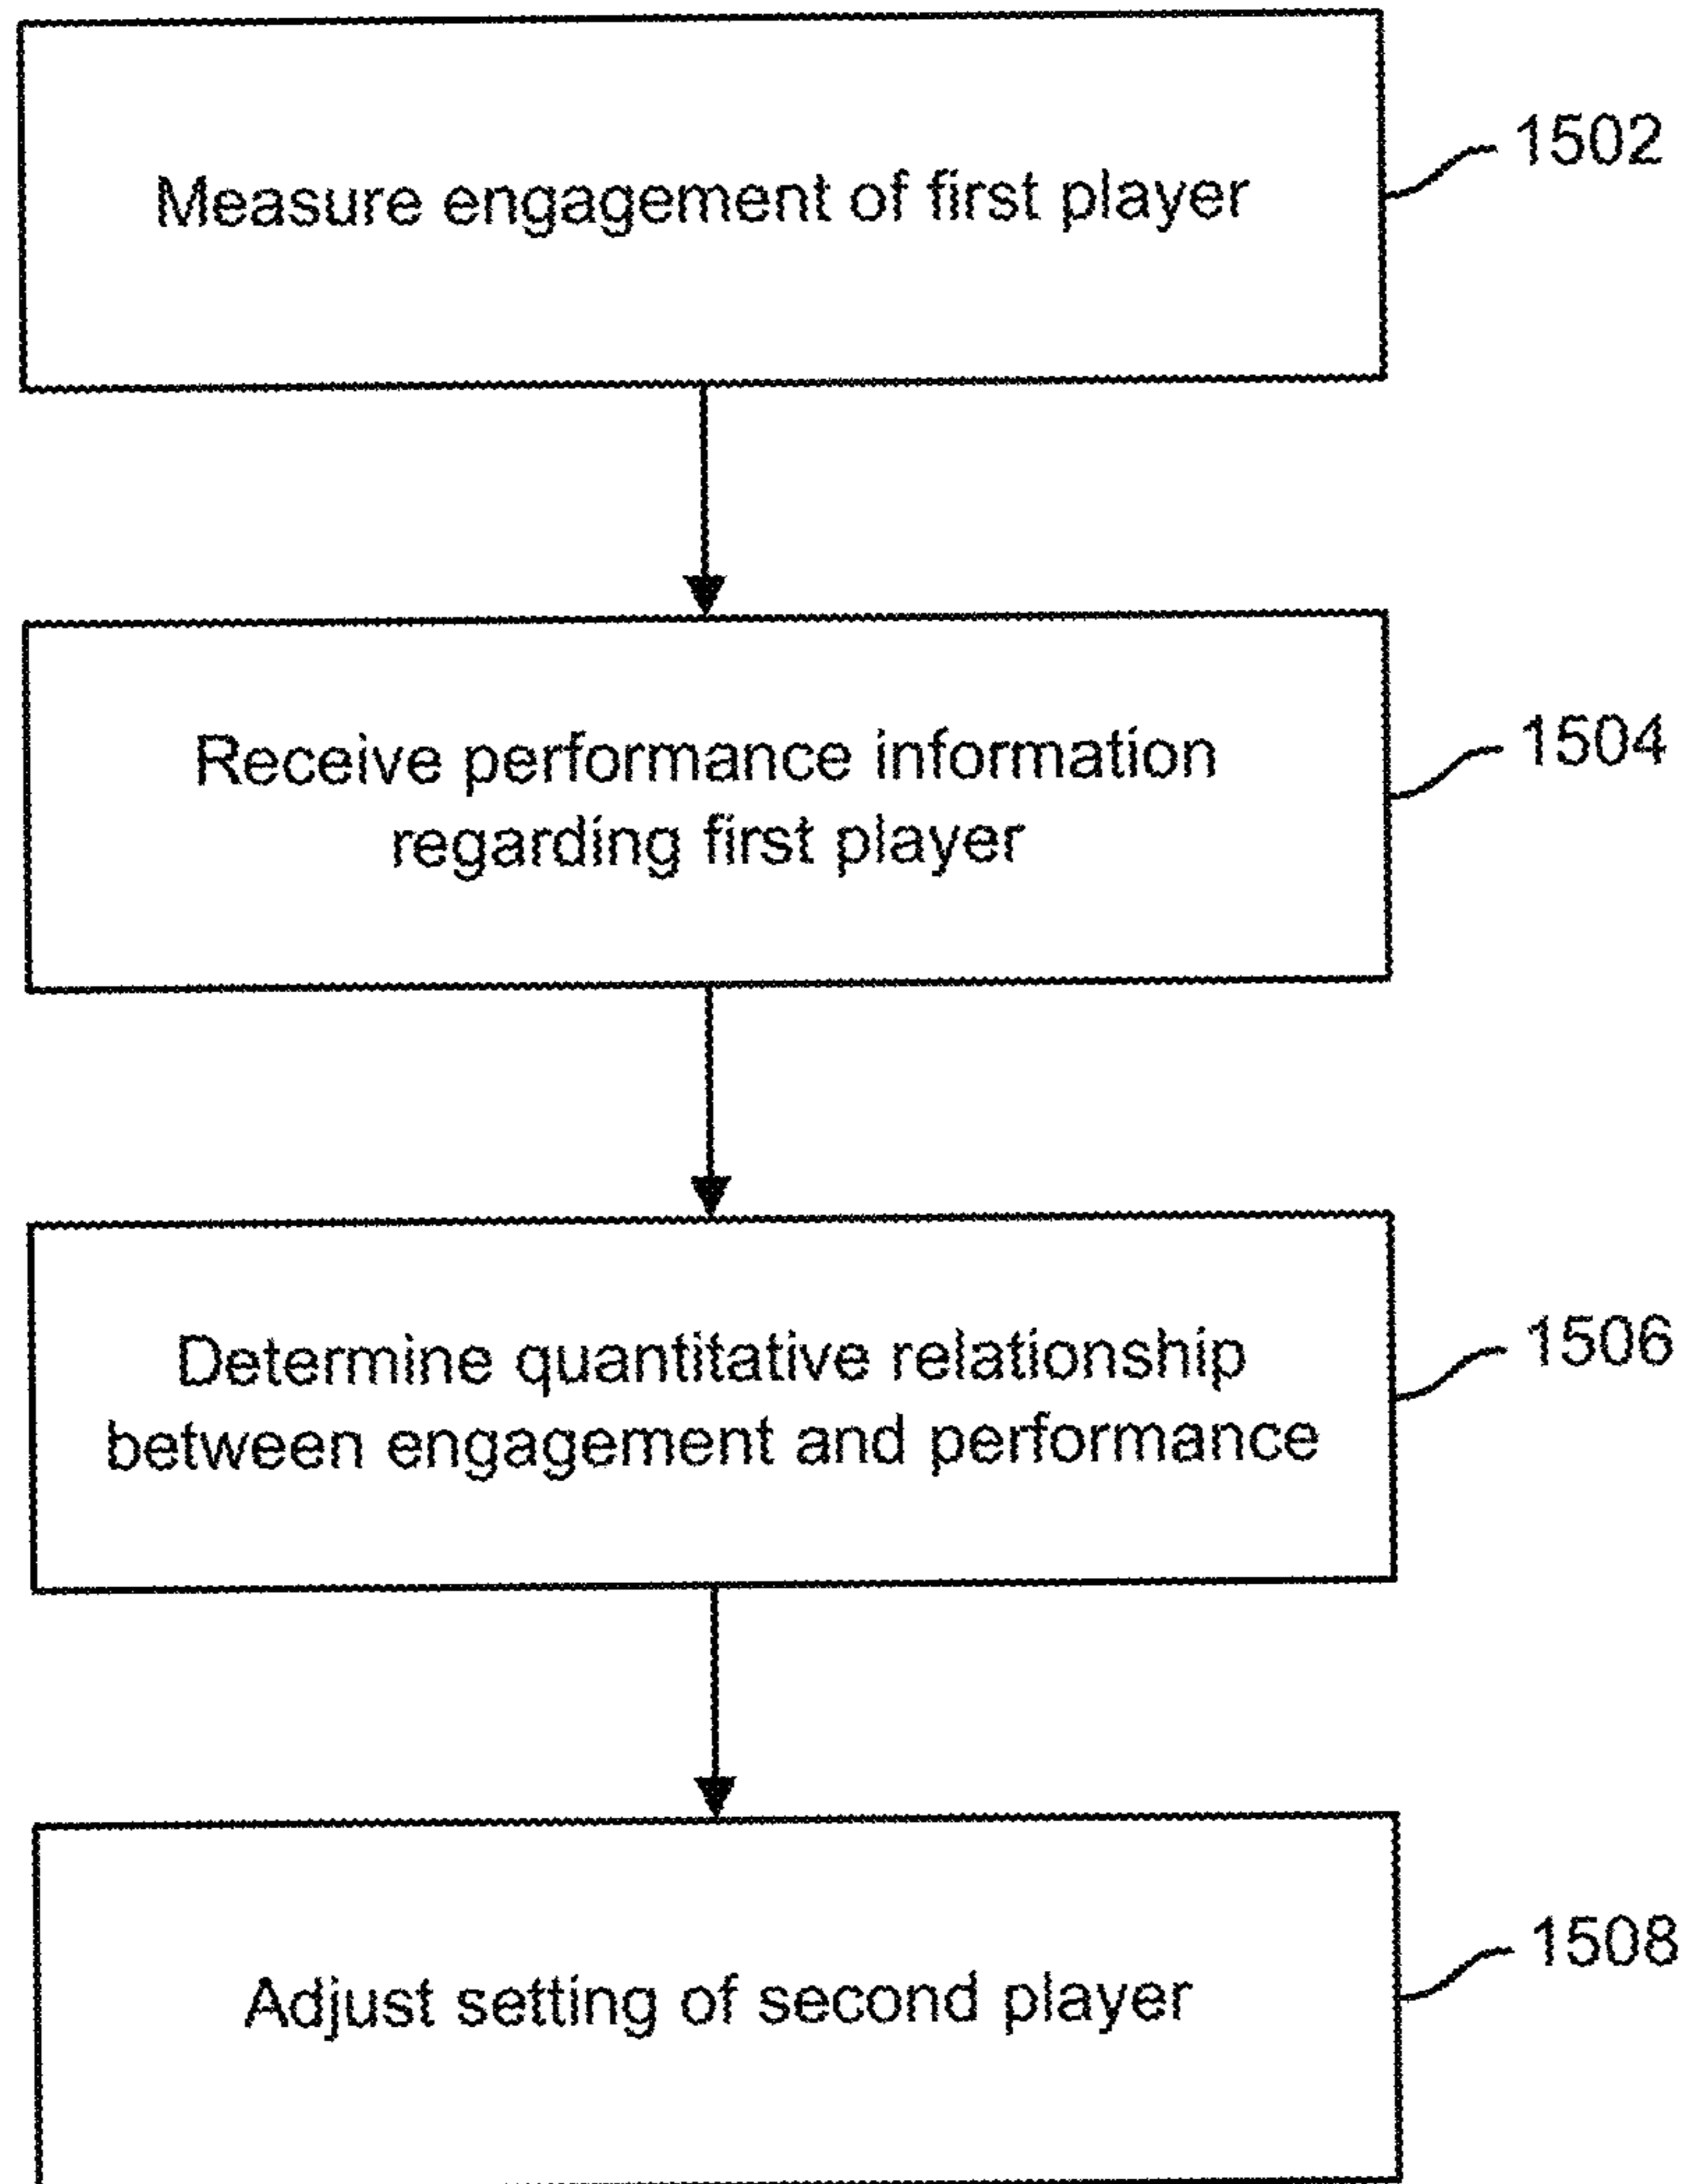 Measure engagement of first player
1502
Receive performance information
regarding first player
1504
Determine quantitative relationship
between engagement and performance
1506
Adjust setting of second player
1508